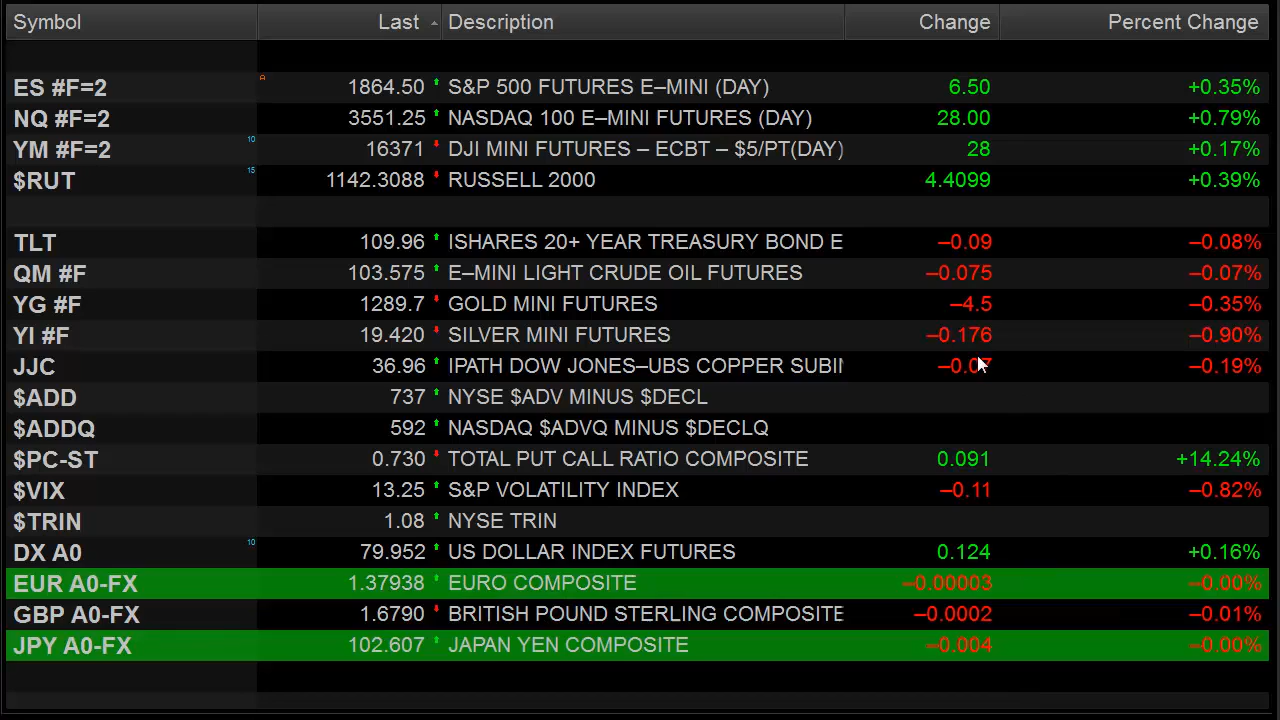 Symbol Last Description Change Percent Change
ES #F=2 1864.50 S&P 500 FUTURES E–MINI (DAY) 6.50 +0.35%
NQ #F=2 3551.25 NASDAQ 100 E–MINI FUTURES (DAY) 28.00 +0.79%
YM #F=2 10 16371 DJI MINI FUTURES – ECBT – $5/PT(DAY) 28 +0.17%
$RUT 15 1142.3088 RUSSELL 2000 4.4099 +0.39%
TLT 109.96 ISHARES 20+ YEAR TREASURY BOND E –0.09 –0.08%
QM #F 103.575 E–MINI LIGHT CRUDE OIL FUTURES –0.075 –0.07%
YG #F 1289.7 GOLD MINI FUTURES –4.5 –0.35%
YI #F 19.420 SILVER MINI FUTURES –0.176 –0.90%
JJC 36.96 IPATH DOW JONES–UBS COPPER SUBIN –0.07 –0.19%
$ADD 737 NYSE $ADV MINUS $DECL
$ADDQ 592 NASDAQ $ADVQ MINUS $DECLQ
$PC-ST 0.730 TOTAL PUT CALL RATIO COMPOSITE 0.091 +14.24%
$VIX 13.25 S&P VOLATILITY INDEX –0.11 –0.82%
$TRIN 1.08 NYSE TRIN
DX A0 10 79.952 US DOLLAR INDEX FUTURES 0.124 +0.16%
EUR A0-FX 1.37938 EURO COMPOSITE –0.00003 –0.00%
GBP A0-FX 1.6790 BRITISH POUND STERLING COMPOSITE –0.0002 –0.01%
JPY A0-FX 102.607 JAPAN YEN COMPOSITE –0.004 –0.00%